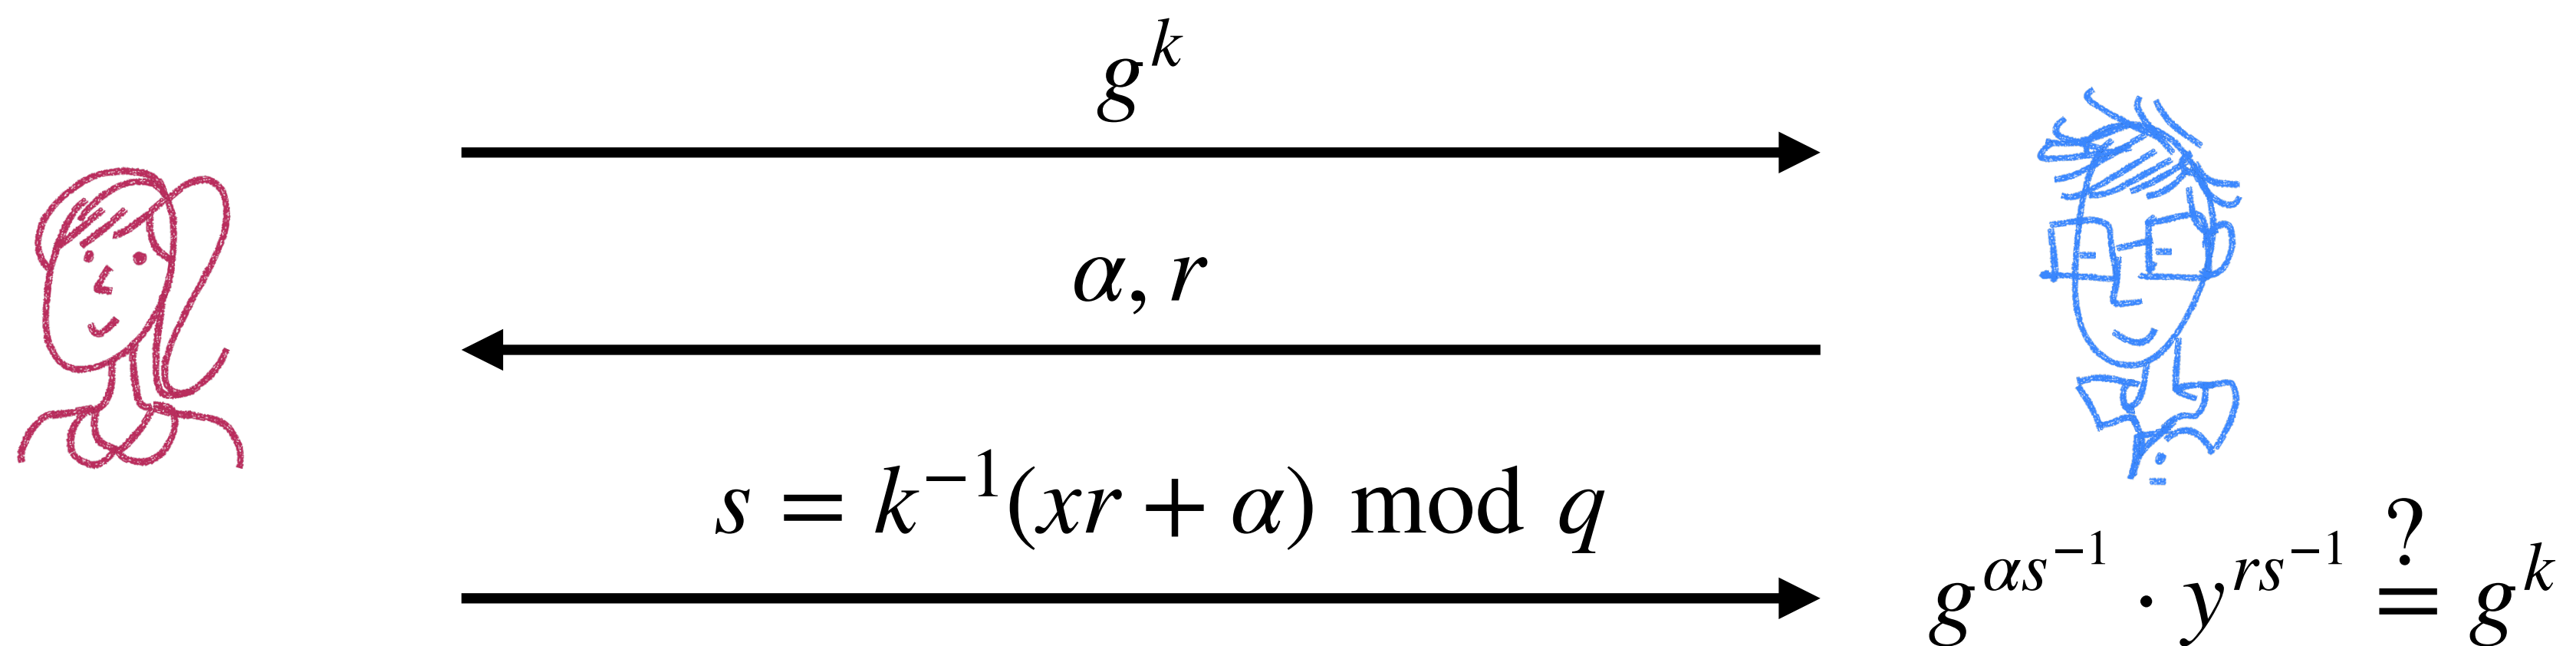 g^k
α, r
s = k^{−1}(xr + α) mod q
g^{αs^{−1}} · y^{rs^{−1}} ≟ g^k